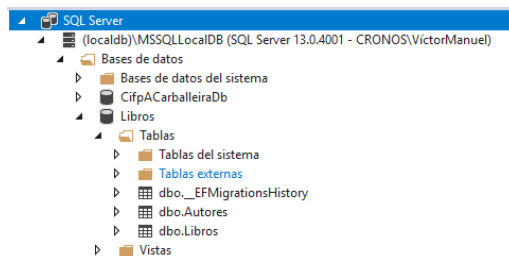 SQL Server
(localdb)\MSSQLLocalDB (SQL Server 13.0.4001 - CRONOS\VíctorManuel)
Bases de datos
Bases de datos del sistema
CifpACarballeiraDb
Libros
Tablas
Tablas del sistema
Tablas externas
dbo.__EFMigrationsHistory
dbo.Autores
dbo.Libros
Vistas